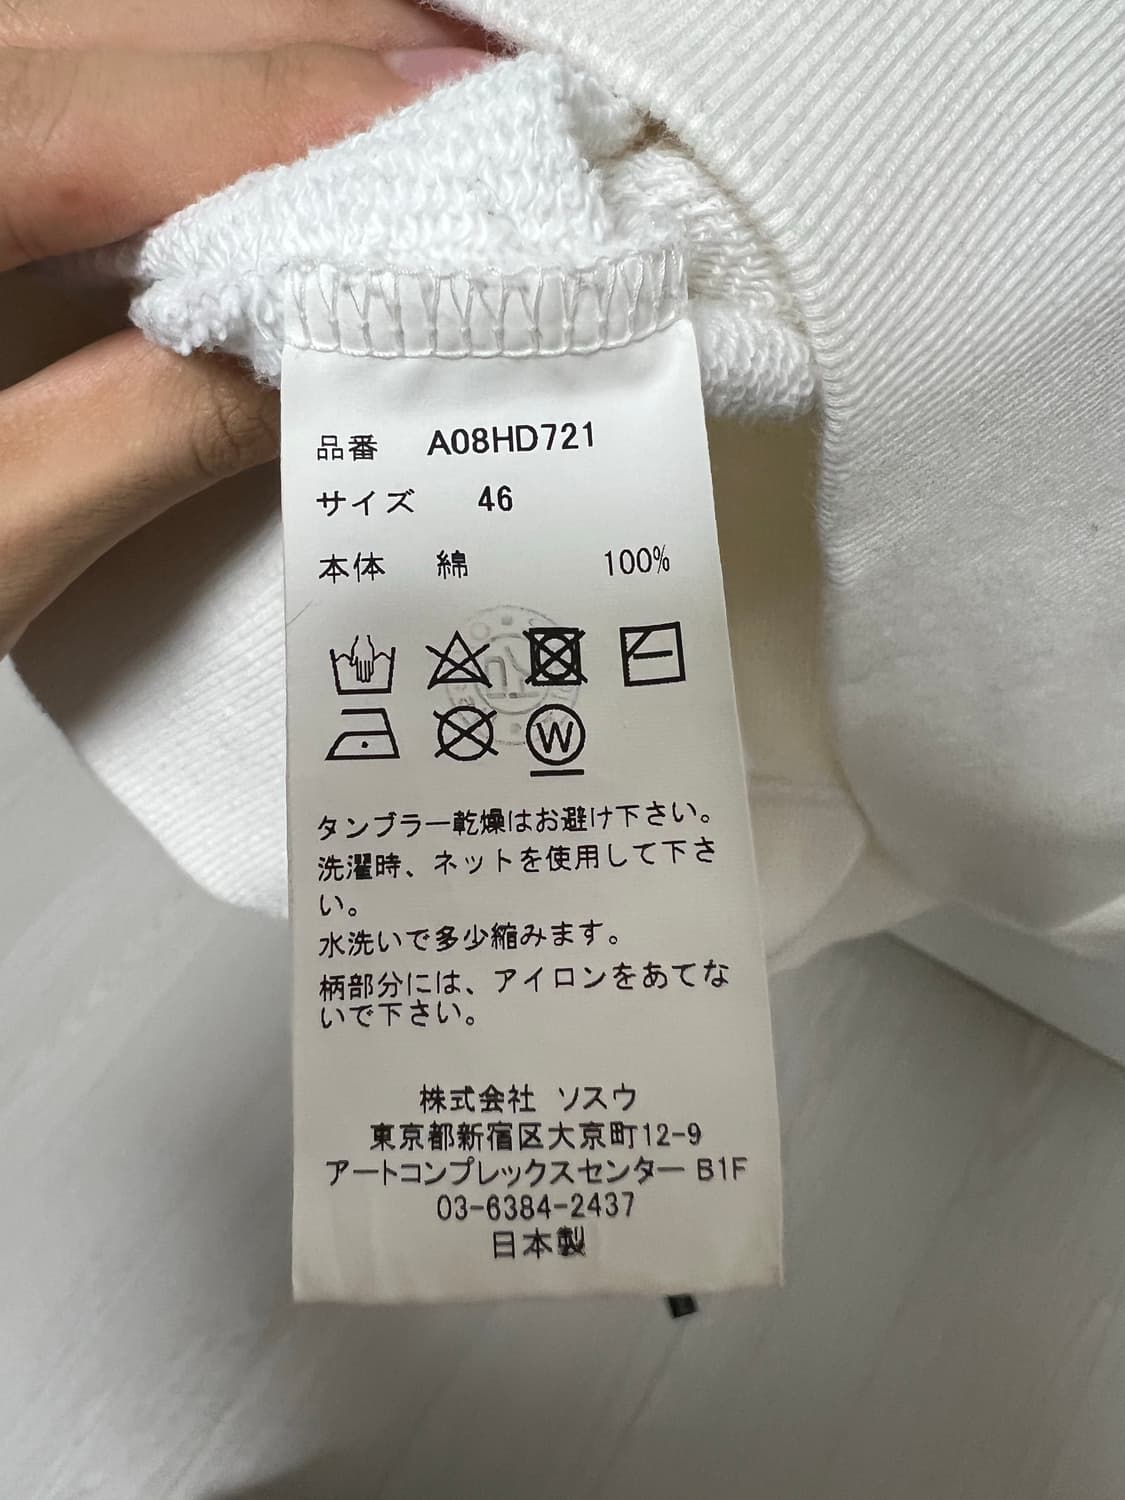 品番 A08HD721
サイズ 46
本体 綿 100%
W
タンブラー乾燥はお避け下さい。
洗濯時、ネットを使用して下さ
い。
水洗いで多少縮みます。
柄部分には、アイロンをあてな
いで下さい。
株式会社 ソスウ
東京都新宿区大京町12-9
アートコンプレックスセンター B1F
03-6384-2437
日本製